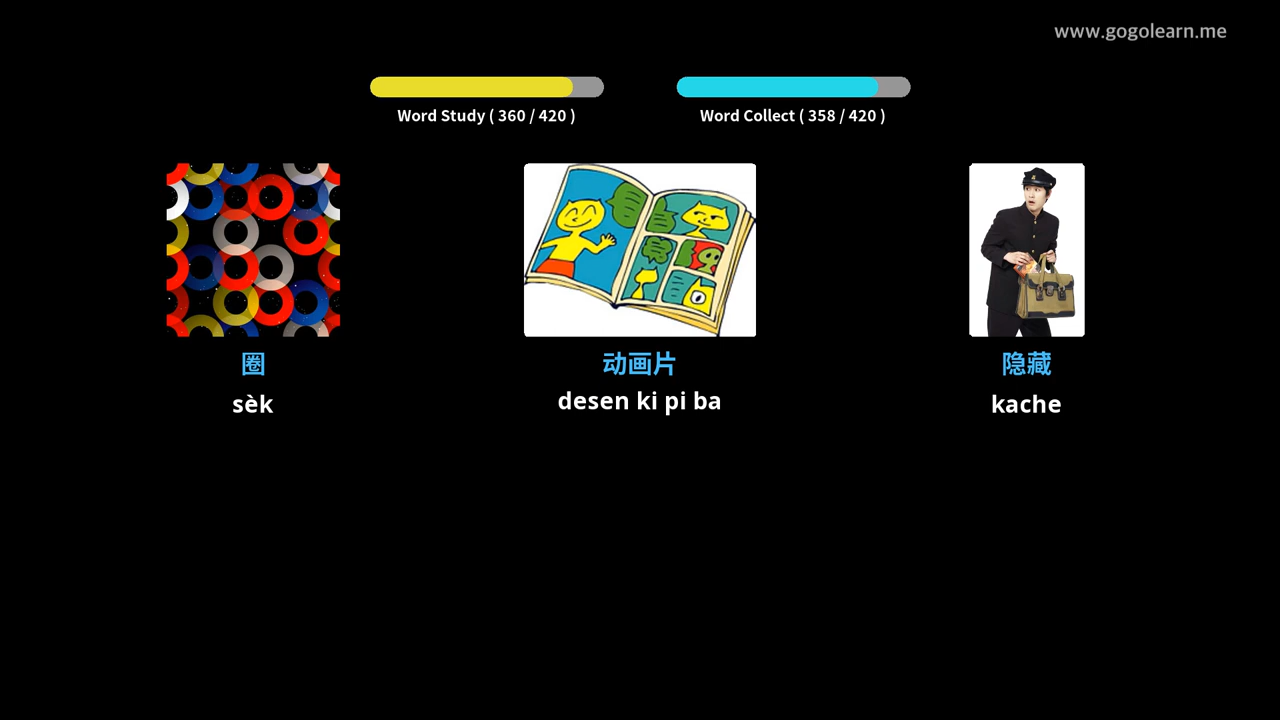 www.gogolearn.me
Word Study ( 360 / 420 )
Word Collect ( 358 / 420 )
圈
动画片
隐藏
sèk
desen ki pi ba
kache